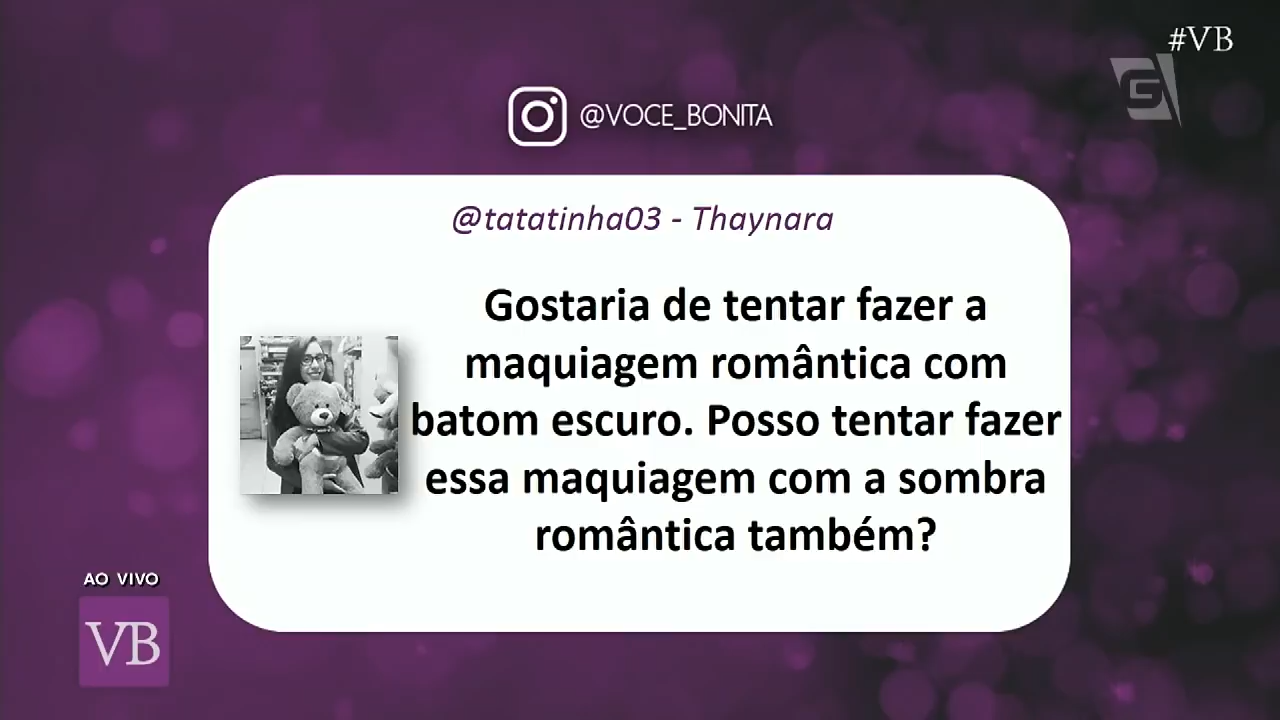 #VB
@VOCE_BONITA
@tatatinha03 - Thaynara
Gostaria de tentar fazer a
maquiagem romântica com
batom escuro. Posso tentar fazer
essa maquiagem com a sombra
romântica também?
AO VIVO
VB